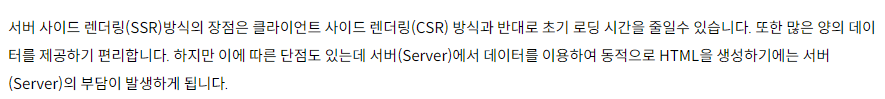 서버 사이드 렌더링(SSR)방식의 장점은 클라이언트 사이드 렌더링(CSR) 방식과 반대로 초기 로딩 시간을 줄일수 있습니다. 또한 많은 양의 데이
터를 제공하기 편리합니다. 하지만 이에 따른 단점도 있는데 서버(Server)에서 데이터를 이용하여 동적으로 HTML을 생성하기에는 서버
(Server)의 부담이 발생하게 됩니다.